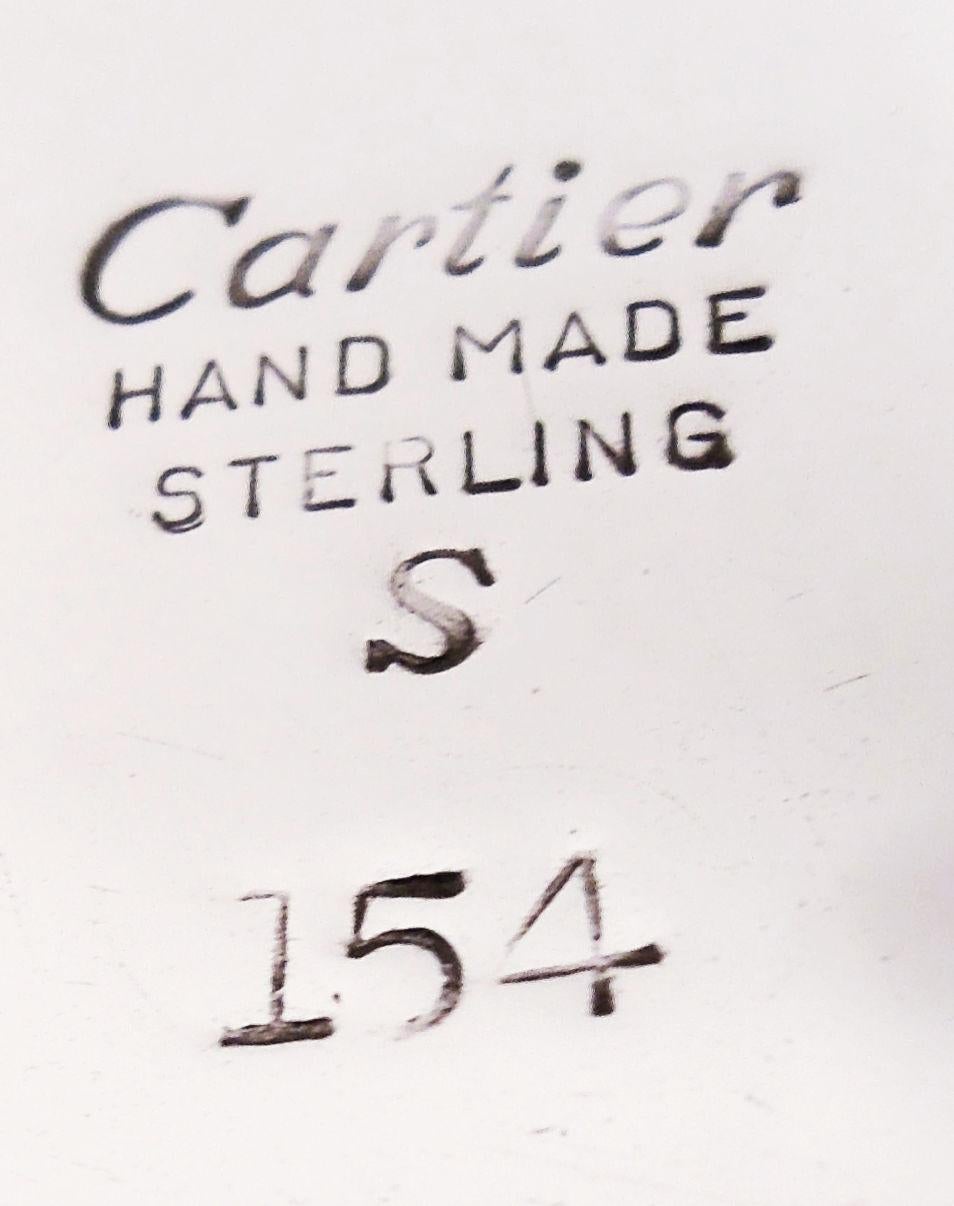 Cartier
HAND MADE
STERLING
S
154